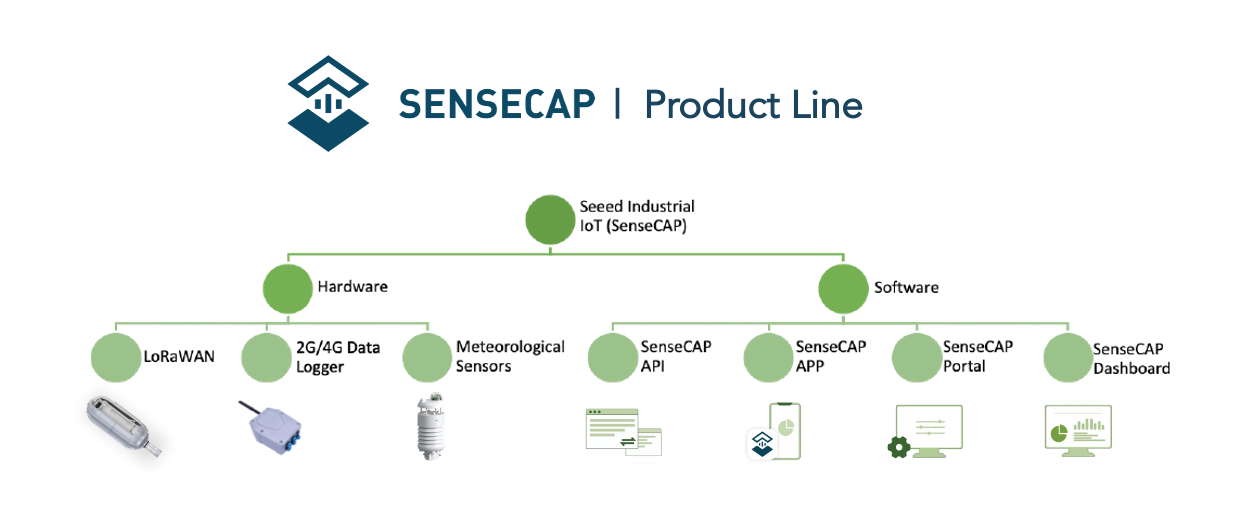 SENSECAP | Product Line
Seeed Industrial
IoT (SenseCAP)
Hardware
Software
LoRaWAN
2G/4G Data
Logger
Meteorological
Sensors
SenseCAP
API
SenseCAP
APP
SenseCAP
Portal
SenseCAP
Dashboard